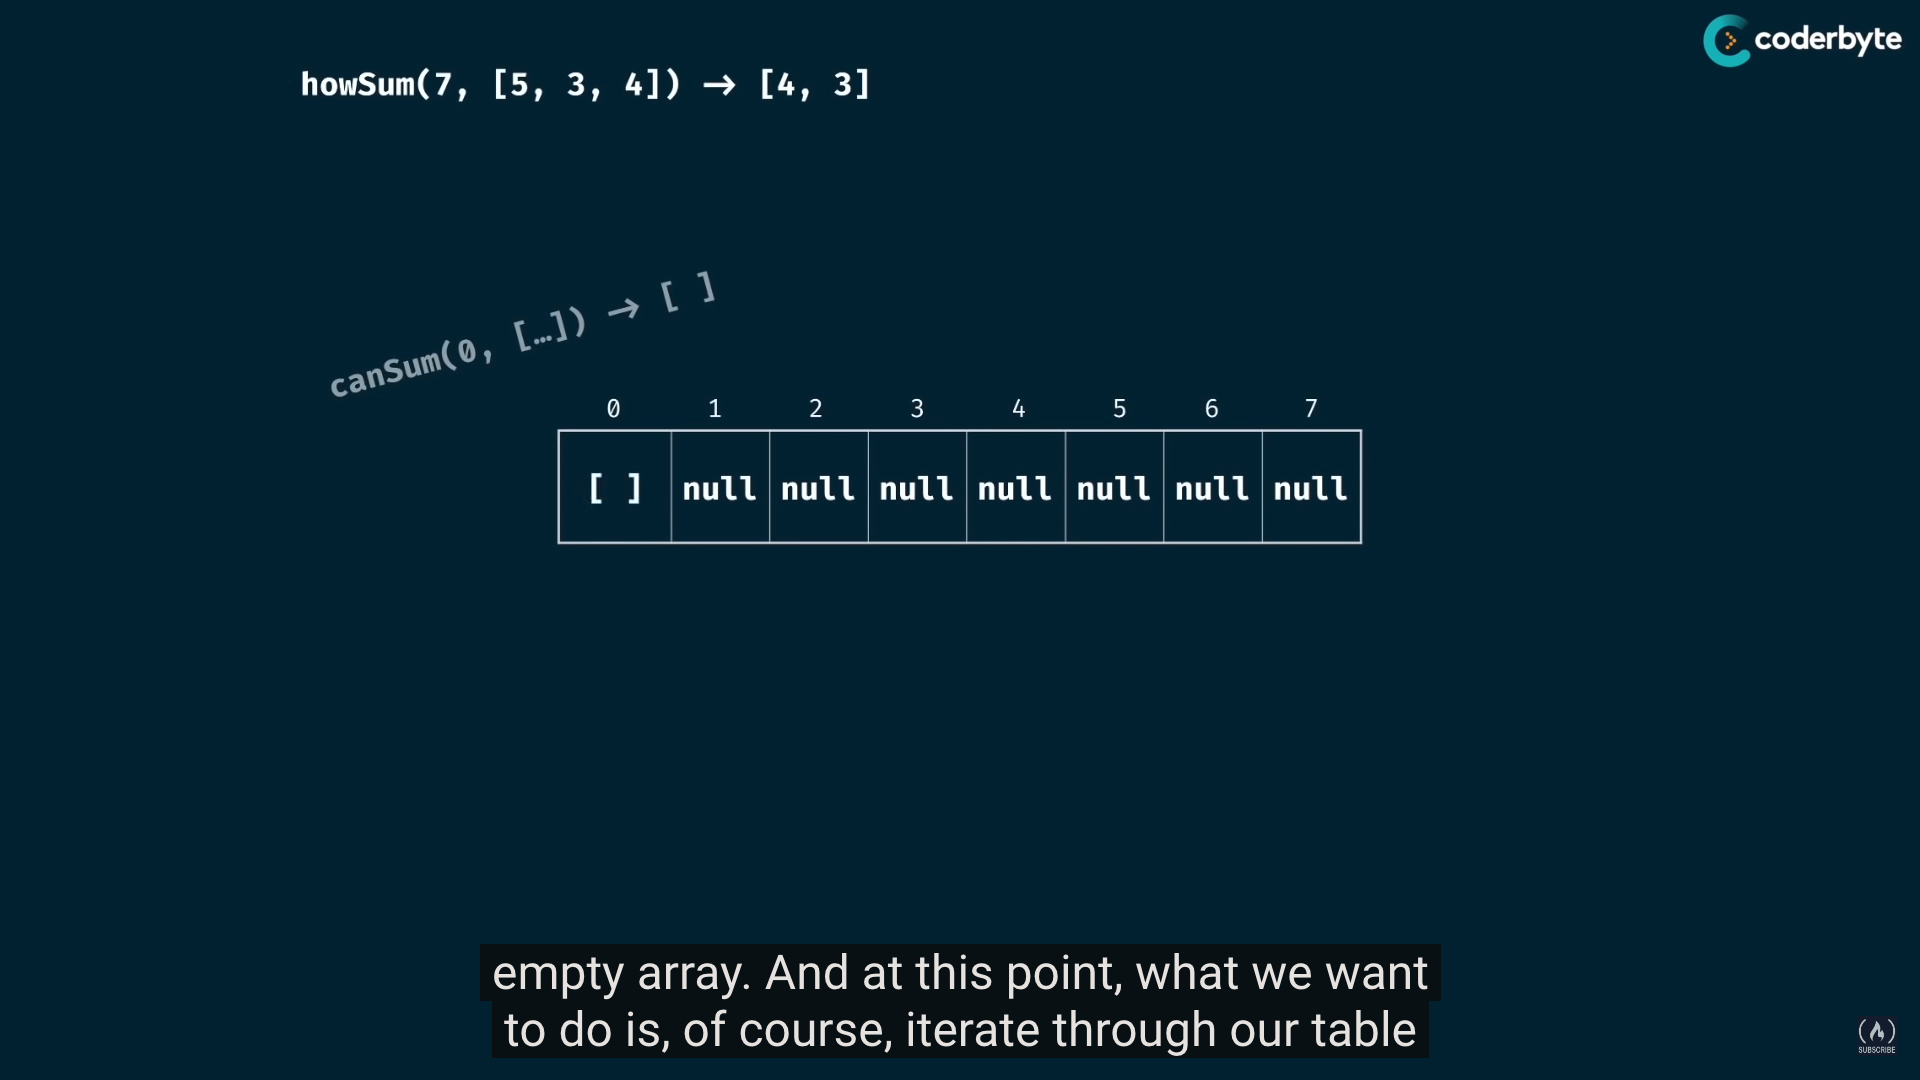 coderbyte
howSum(7, [5, 3, 4]) → [4, 3]
canSum(0, […]) → [ ]
0 1 2 3 4 5 6 7
[ ] null null null null null null null
empty array. And at this point, what we want
to do is, of course, iterate through our table
SUBSCRIBE